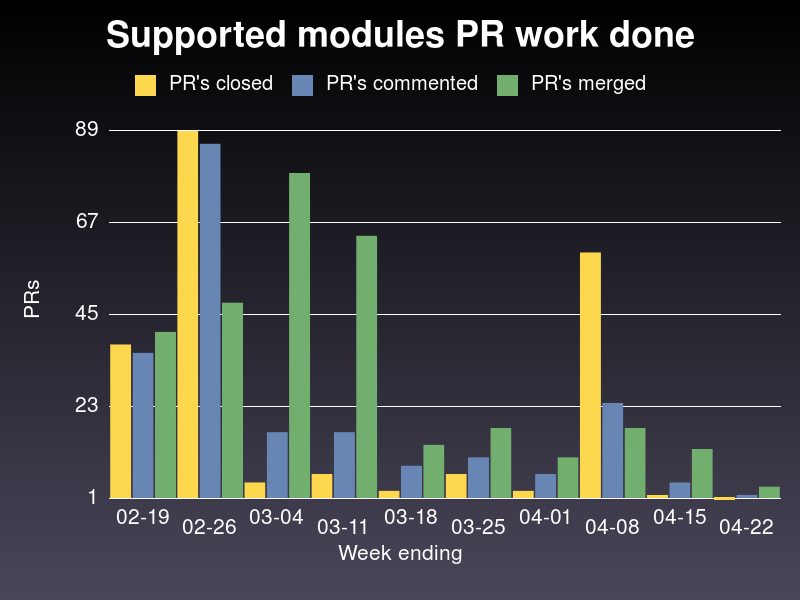 Supported modules PR work done
PR's closed PR's commented PR's merged
89
67
45
23
1
PRs
02-19 02-26 03-04 03-11 03-18 03-25 04-01 04-08 04-15 04-22
Week ending